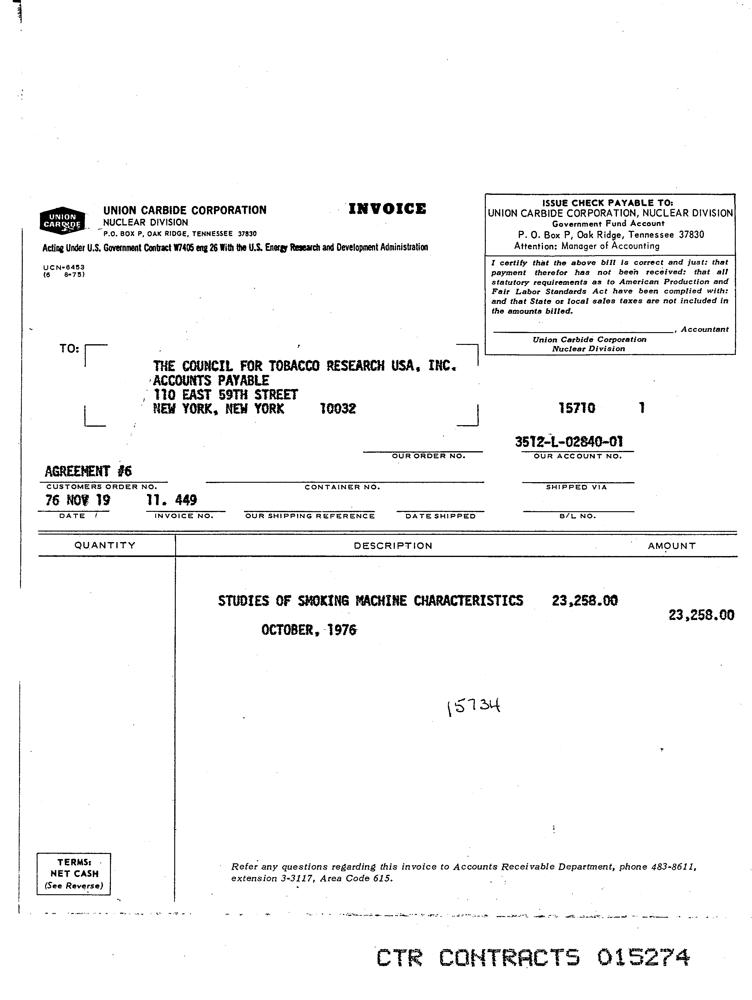 UNION CARBIDE
UNION CARBIDE CORPORATION
NUCLEAR DIVISION
P.O. BOX P, OAK RIDGE, TENNESSEE 37830
INVOICE
Acting Under U.S. Government Contract W7405 eng 26 With the U.S. Energy Research and Development Administration
UCN-6453
(6 8-75)
ISSUE CHECK PAYABLE TO:
UNION CARBIDE CORPORATION, NUCLEAR DIVISION
Government Fund Account
P. O. Box P, Oak Ridge, Tennessee 37830
Attention: Manager of Accounting
I certify that the above bill is correct and just; that
payment therefor has not been received; that all
statutory requirements as to American Production and
Fair Labor Standards Act have been complied with;
and that State or local sales taxes are not included in
the amounts billed.
, Accountant
Union Carbide Corporation
Nuclear Division
TO:
THE COUNCIL FOR TOBACCO RESEARCH USA, INC.
ACCOUNTS PAYABLE
110 EAST 59TH STREET
NEW YORK, NEW YORK 10032
15710 1
3512-L-02840-01
OUR ORDER NO. OUR ACCOUNT NO.
AGREEMENT #6
CUSTOMERS ORDER NO. CONTAINER NO. SHIPPED VIA
76 NOV 19 11. 449
DATE / INVOICE NO. OUR SHIPPING REFERENCE DATE SHIPPED B/L NO.
QUANTITY DESCRIPTION AMOUNT
STUDIES OF SMOKING MACHINE CHARACTERISTICS 23,258.00
23,258.00
OCTOBER, 1976
15734
TERMS:
NET CASH
(See Reverse)
Refer any questions regarding this invoice to Accounts Receivable Department, phone 483-8611,
extension 3-3117, Area Code 615.
CTR CONTRACTS 015274